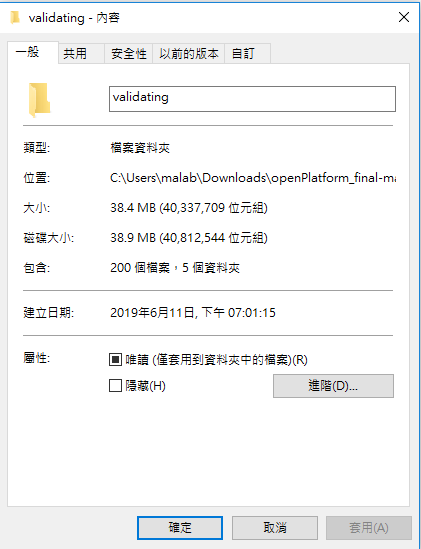 validating - 內容
一般 共用 安全性 以前的版本 自訂
validating
類型: 檔案資料夾
位置: C:\Users\malab\Downloads\openPlatform_final-ma
大小: 38.4 MB (40,337,709 位元組)
磁碟大小: 38.9 MB (40,812,544 位元組)
包含: 200 個檔案，5 個資料夾
建立日期: 2019年6月11日, 下午 07:01:15
屬性: 唯讀 (僅套用到資料夾中的檔案)(R)
隱藏(H) 進階(D)...
確定 取消 套用(A)